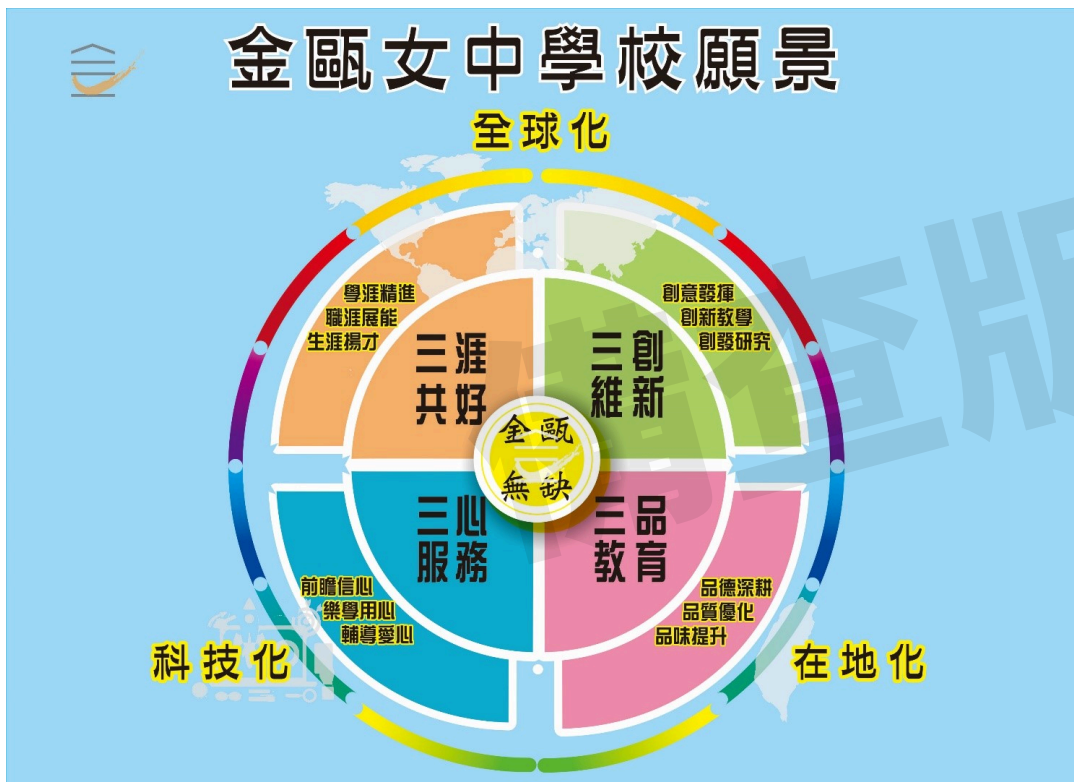 金甌女中學校願景
全球化
學涯精進
職涯展能
生涯揚才
創意發揮
創新教學
創發研究
三涯
共好
三創
維新
金甌
無缺
三心
服務
三品
教育
前瞻信心
樂學用心
輔導愛心
品德深耕
品質優化
品味提升
科技化
在地化